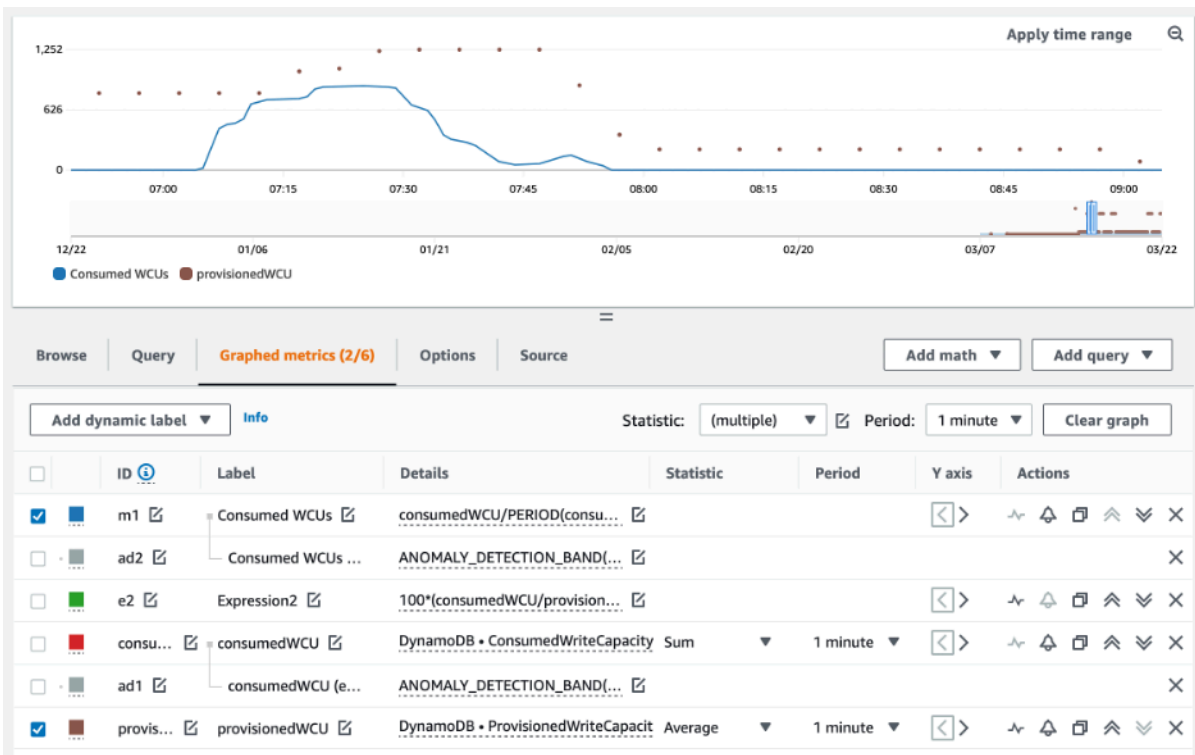 Apply time range
1,252
626
0
07:00 07:15 07:30 07:45 08:00 08:15 08:30 08:45 09:00
12/22 01/06 01/21 02/05 02/20 03/07 03/22
Consumed WCUs provisionedWCU
Browse Query Graphed metrics (2/6) Options Source Add math ▼ Add query ▼
Add dynamic label ▼ Info Statistic: (multiple) ▼ Period: 1 minute ▼ Clear graph
ID Label Details Statistic Period Y axis Actions
m1 Consumed WCUs consumedWCU/PERIOD(consu...
ad2 Consumed WCUs ... ANOMALY_DETECTION_BAND(...
e2 Expression2 100*(consumedWCU/provision...
consu... consumedWCU DynamoDB • ConsumedWriteCapacity Sum ▼ 1 minute ▼
ad1 consumedWCU (e... ANOMALY_DETECTION_BAND(...
provis... provisionedWCU DynamoDB • ProvisionedWriteCapacit Average ▼ 1 minute ▼